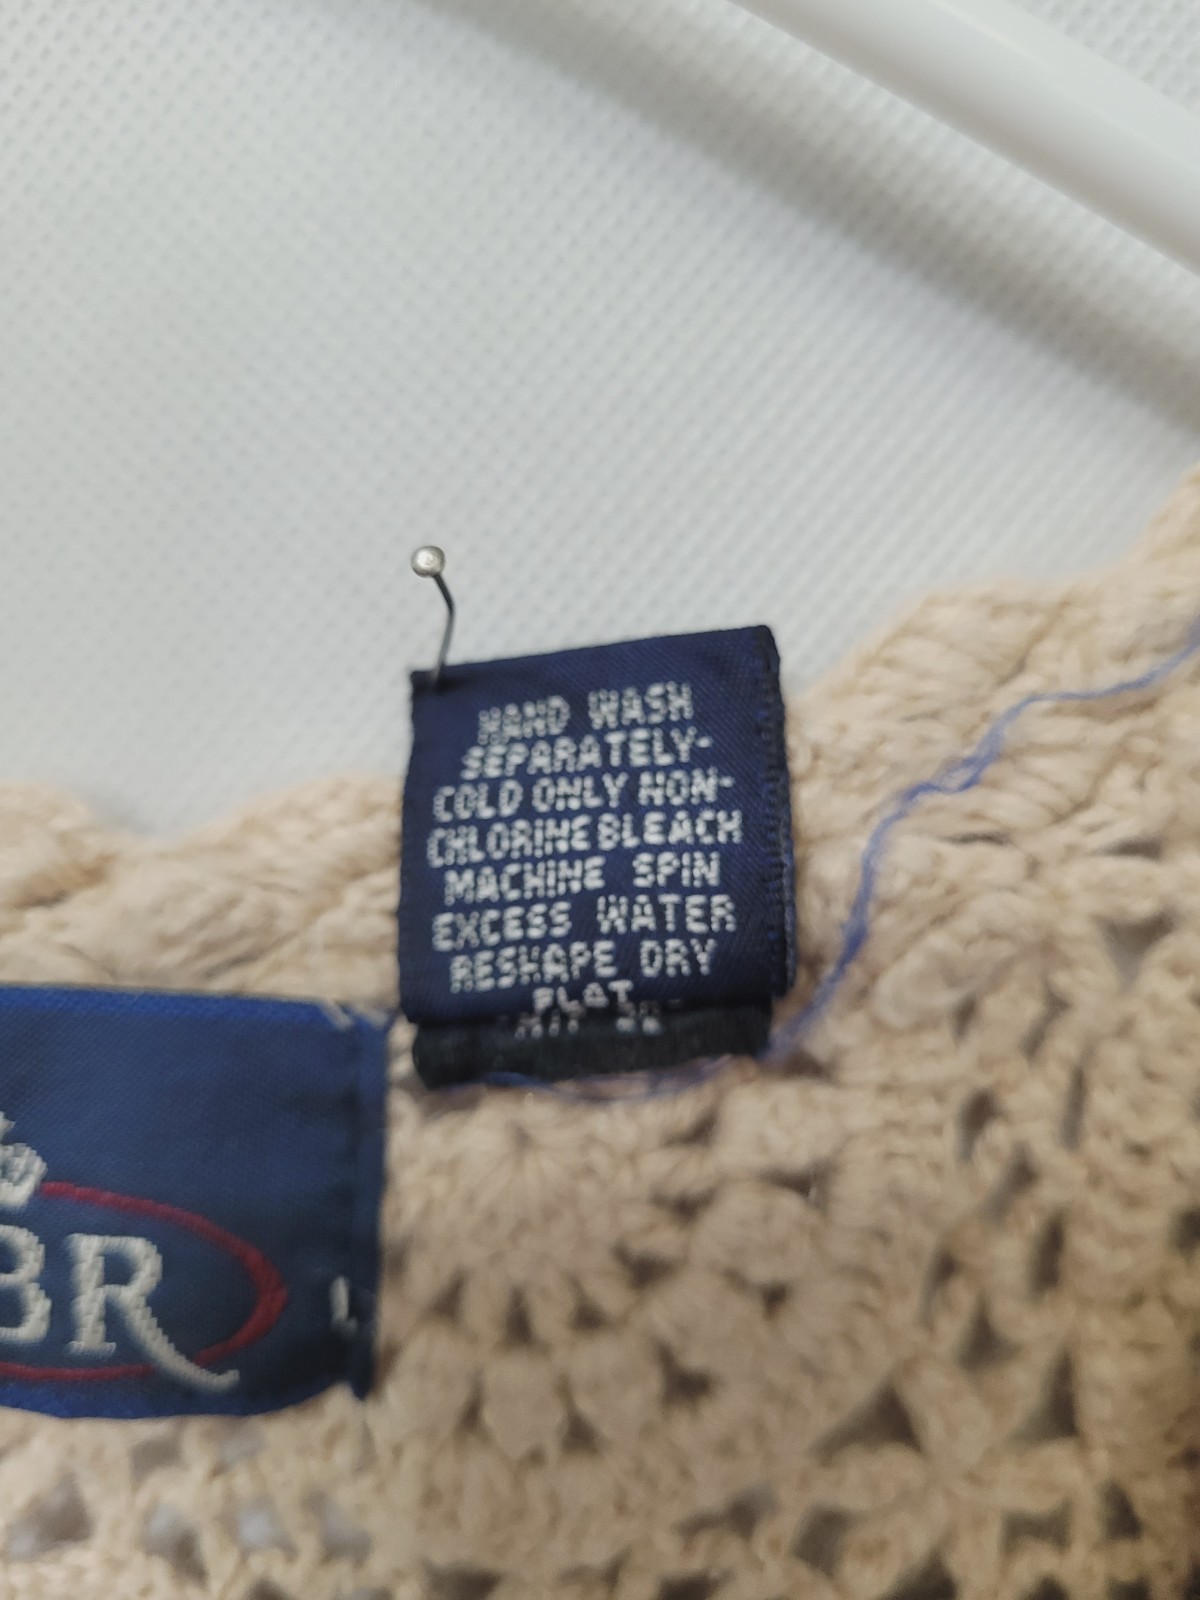 HAND WASH
SEPARATELY-
COLD ONLY NON-
CHLORINE BLEACH
MACHINE SPIN
EXCESS WATER
RESHAPE DRY
FLAT
BR
L